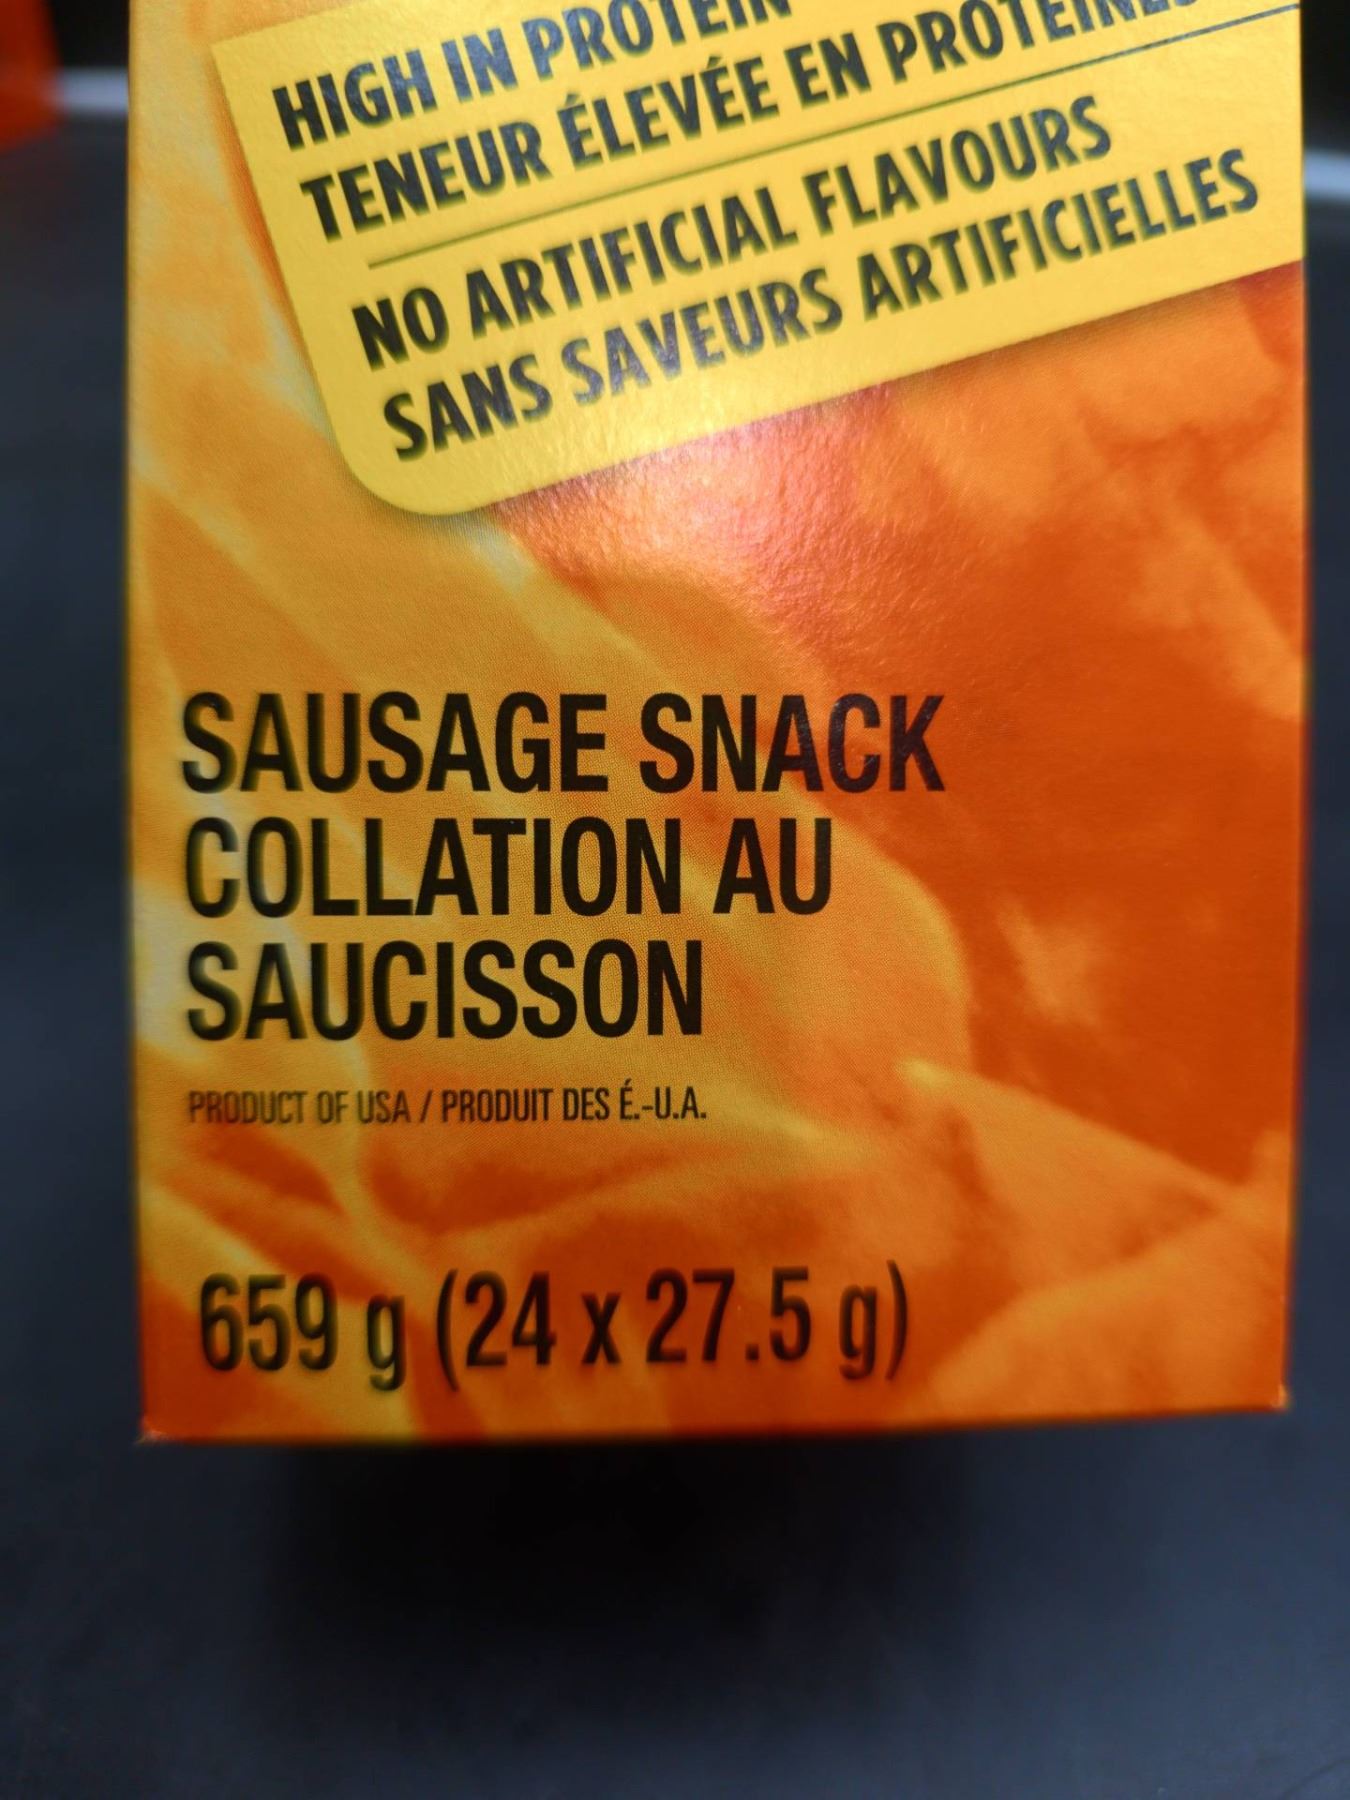 HIGH IN PROTEIN
TENEUR ÉLEVÉE EN PROTÉINES
NO ARTIFICIAL FLAVOURS
SANS SAVEURS ARTIFICIELLES
SAUSAGE SNACK
COLLATION AU
SAUCISSON
PRODUCT OF USA / PRODUIT DES É.-U.A.
659 g (24 x 27.5 g)